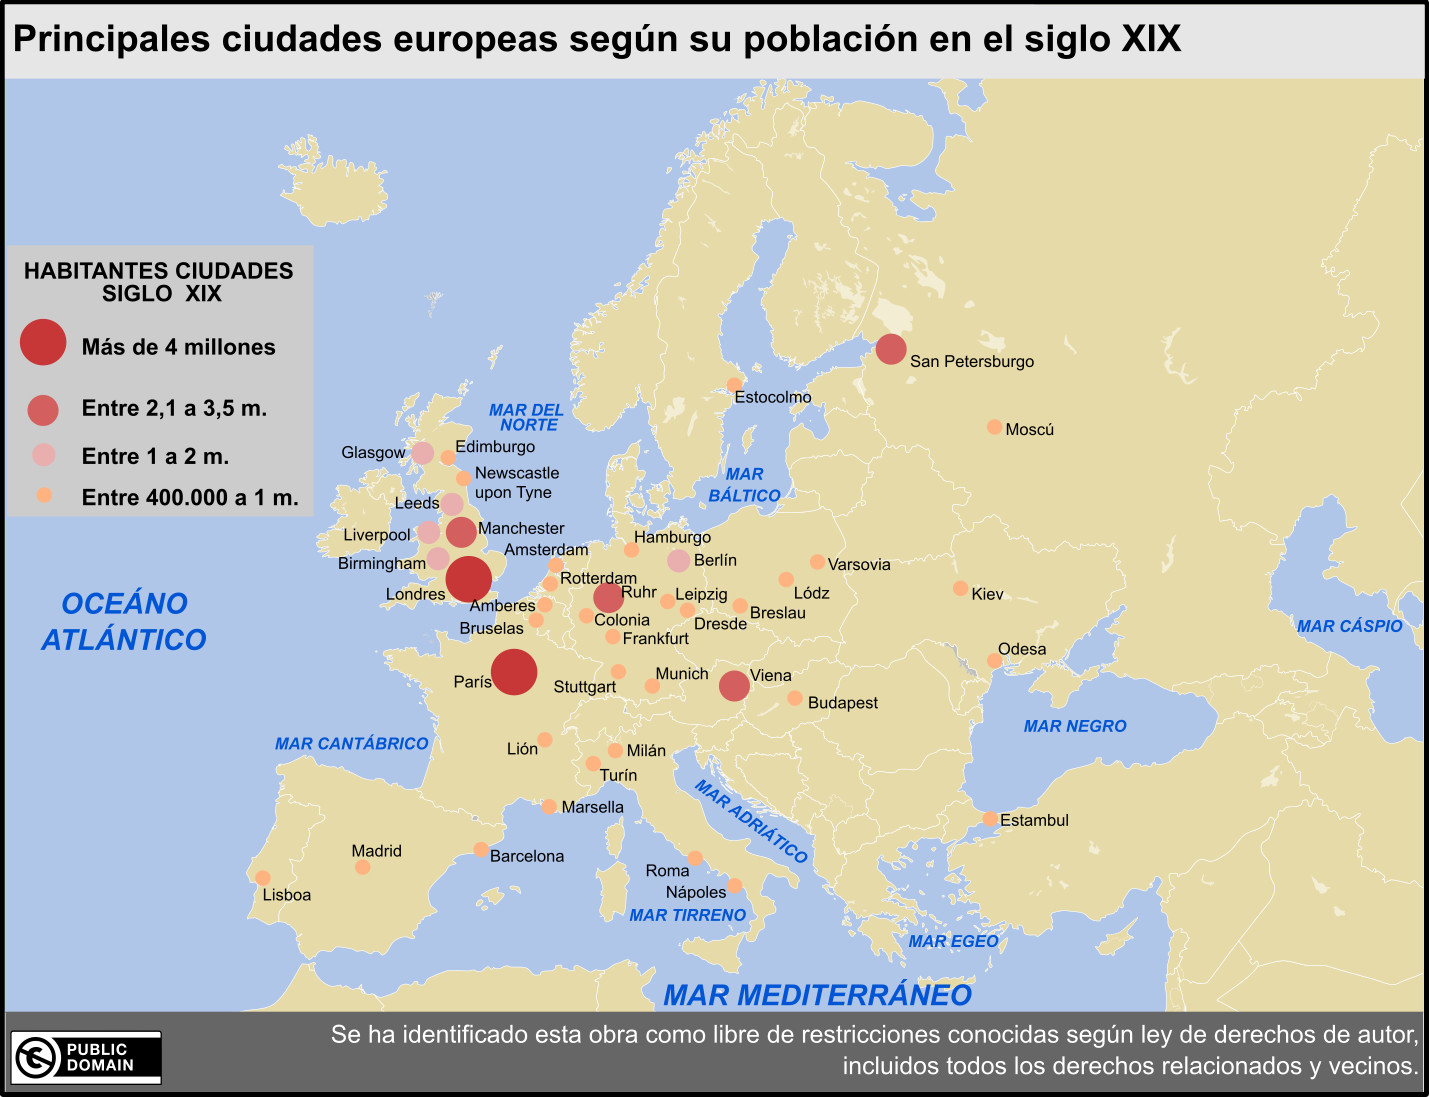 Principales ciudades europeas según su población en el siglo XIX
HABITANTES CIUDADES
SIGLO XIX
Más de 4 millones
Entre 2,1 a 3,5 m.
Entre 1 a 2 m.
Entre 400.000 a 1 m.
San Petersburgo
Estocolmo
MAR DEL
NORTE
Moscú
Glasgow
Edimburgo
Newscastle
upon Tyne
MAR
BÁLTICO
Leeds
Manchester
Liverpool
Hamburgo
Amsterdam
Birmingham
Berlín
Varsovia
Rotterdam
Londres
Ruhr
Leipzig
Lódz
Kiev
Amberes
OCEÁNO
ATLÁNTICO
Colonia
Dresde
Breslau
Bruselas
Frankfurt
MAR CÁSPIO
Odesa
París
Stuttgart
Munich
Viena
Budapest
MAR NEGRO
MAR CANTÁBRICO
Lión
Milán
Turín
Marsella
MAR ADRIÁTICO
Estambul
Madrid
Barcelona
Roma
Lisboa
Nápoles
MAR TIRRENO
MAR EGEO
MAR MEDITERRÁNEO
PUBLIC
DOMAIN
Se ha identificado esta obra como libre de restricciones conocidas según ley de derechos de autor,
incluidos todos los derechos relacionados y vecinos.